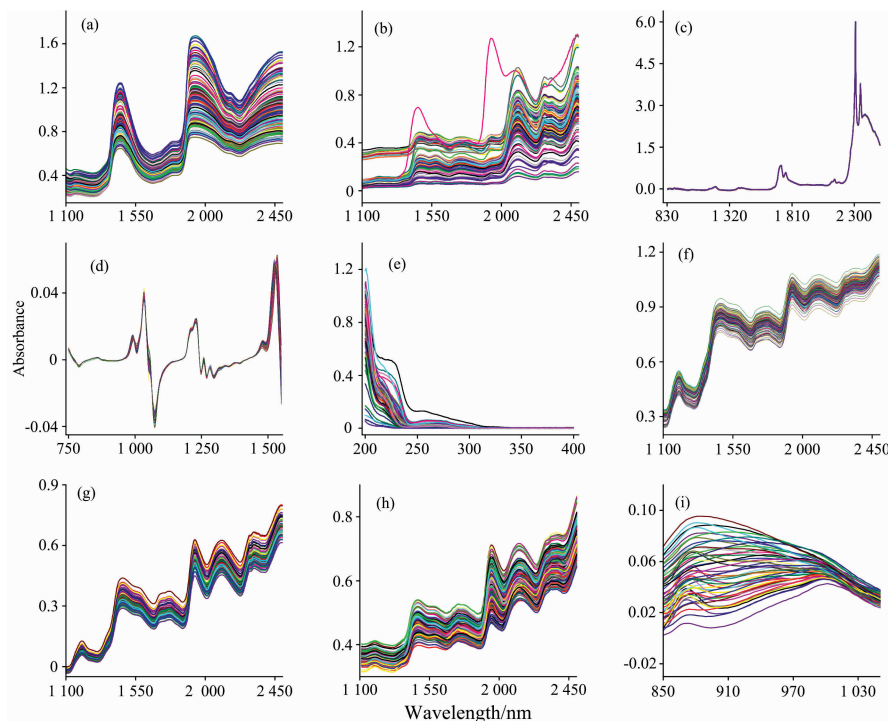 (a)
1.6
1.2
0.8
0.4
1 100 1 550 2 000 2 450
(b)
1.2
0.8
0.4
0
1 100 1 550 2 000 2 450
(c)
6.0
4.5
3.0
1.5
0.0
830 1 320 1 810 2 300
Absorbance
(d)
0.04
0
-0.04
750 1 000 1 250 1 500
(e)
1.2
0.8
0.4
0
200 250 300 350 400
(f)
1.2
0.9
0.6
0.3
1 100 1 550 2 000 2 450
(g)
0.9
0.6
0.3
0
1 100 1 550 2 000 2 450
(h)
0.8
0.6
0.4
1 100 1 550 2 000 2 450
(i)
0.10
0.06
0.02
-0.02
850 910 970 1 030
Wavelength/nm